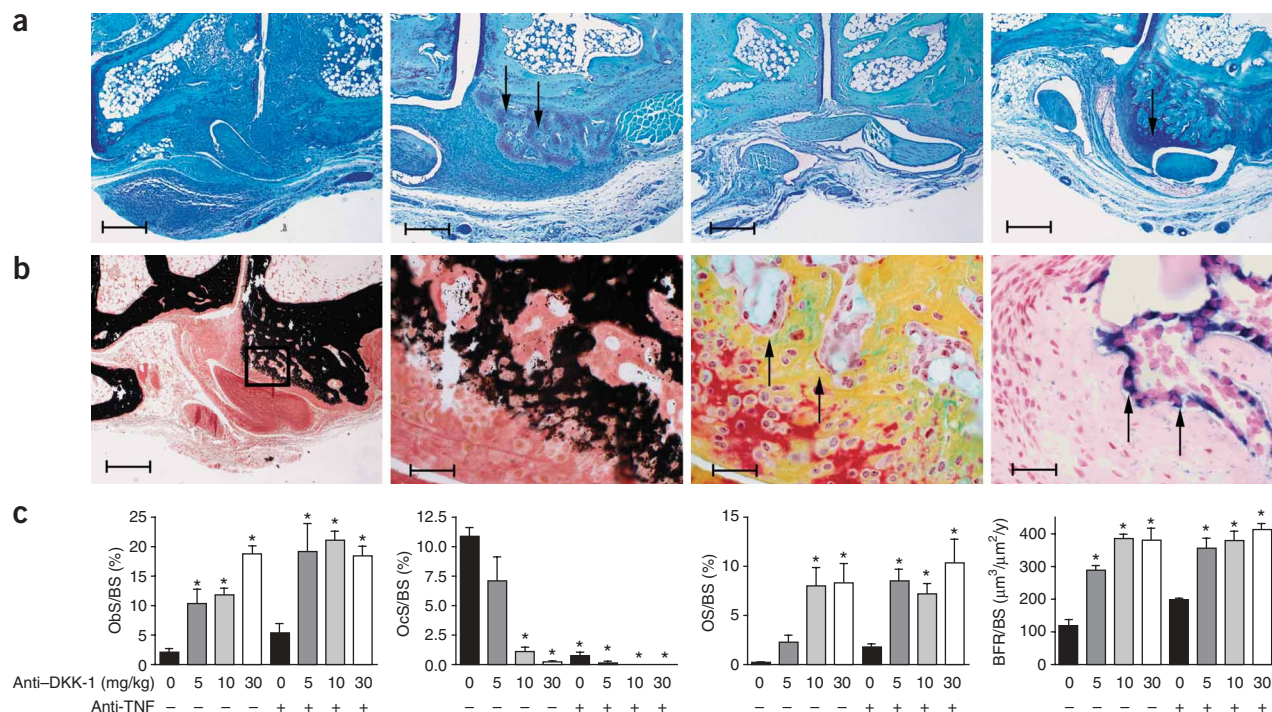 a
b
c
25
20
15
10
5
0
ObS/BS (%)
* * * * * *
12.5
10.0
7.5
5.0
2.5
0.0
OcS/BS (%)
* * * * * *
15
10
5
0
OS/BS (%)
* * * * *
400
300
200
100
0
BFR/BS (μm³/μm²/y)
* * * * * *
Anti–DKK-1 (mg/kg) 0 5 10 30 0 5 10 30 0 5 10 30 0 5 10 30 0 5 10 30 0 5 10 30 0 5 10 30 0 5 10 30
Anti-TNF – – – – + + + + – – – – + + + + – – – – + + + + – – – – + + + +